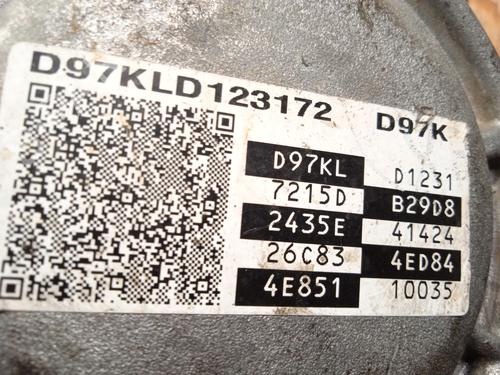 D97KLD123172 D97K
D97KL D1231
7215D B29D8
2435E 41424
26C83 4ED84
4E851 10035